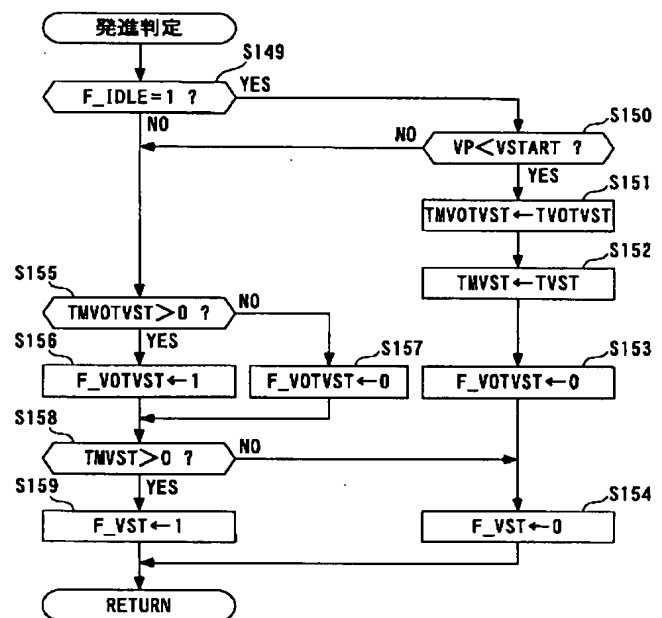 発進判定
S149
F_IDLE=1 ?
YES
NO
S150
NO
VP<VSTART ?
YES
S151
TMVOTVST←TVOTVST
S152
TMVST←TVST
S155
TMVOTVST>0 ?
NO
YES
S156
F_VOTVST←1
S157
F_VOTVST←0
S153
F_VOTVST←0
S158
TMVST>0 ?
NO
YES
S159
F_VST←1
S154
F_VST←0
RETURN